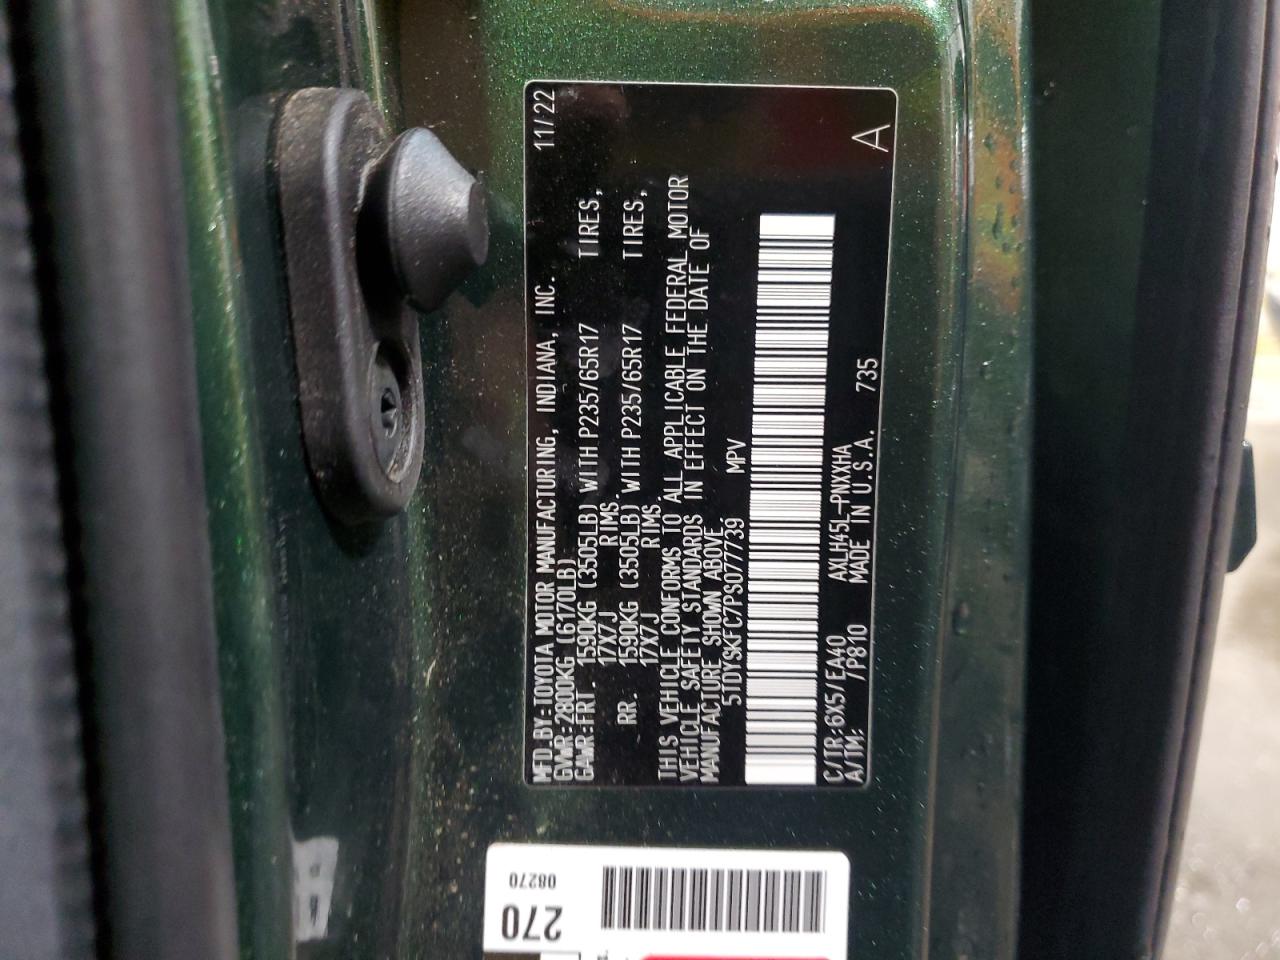 MFD.BY:TOYOTA MOTOR MANUFACTURING, INDIANA, INC. 11/22
GVWR:2800KG (6170LB)
GAWR:FRT. 1590KG (3505LB) WITH P235/65R17 TIRES,
17X7J RIMS.
RR. 1590KG (3505LB) WITH P235/65R17 TIRES,
17X7J RIMS
THIS VEHICLE CONFORMS TO ALL APPLICABLE FEDERAL MOTOR
VEHICLE SAFETY STANDARDS IN EFFECT ON THE DATE OF
MANUFACTURE SHOWN ABOVE
5TDYSKFC7PS077739 MPV
C/TR:6X5/EA40 AXLH45L-PNXXHA 735
A/TM: /P810 MADE IN U.S.A.
A
08270
270